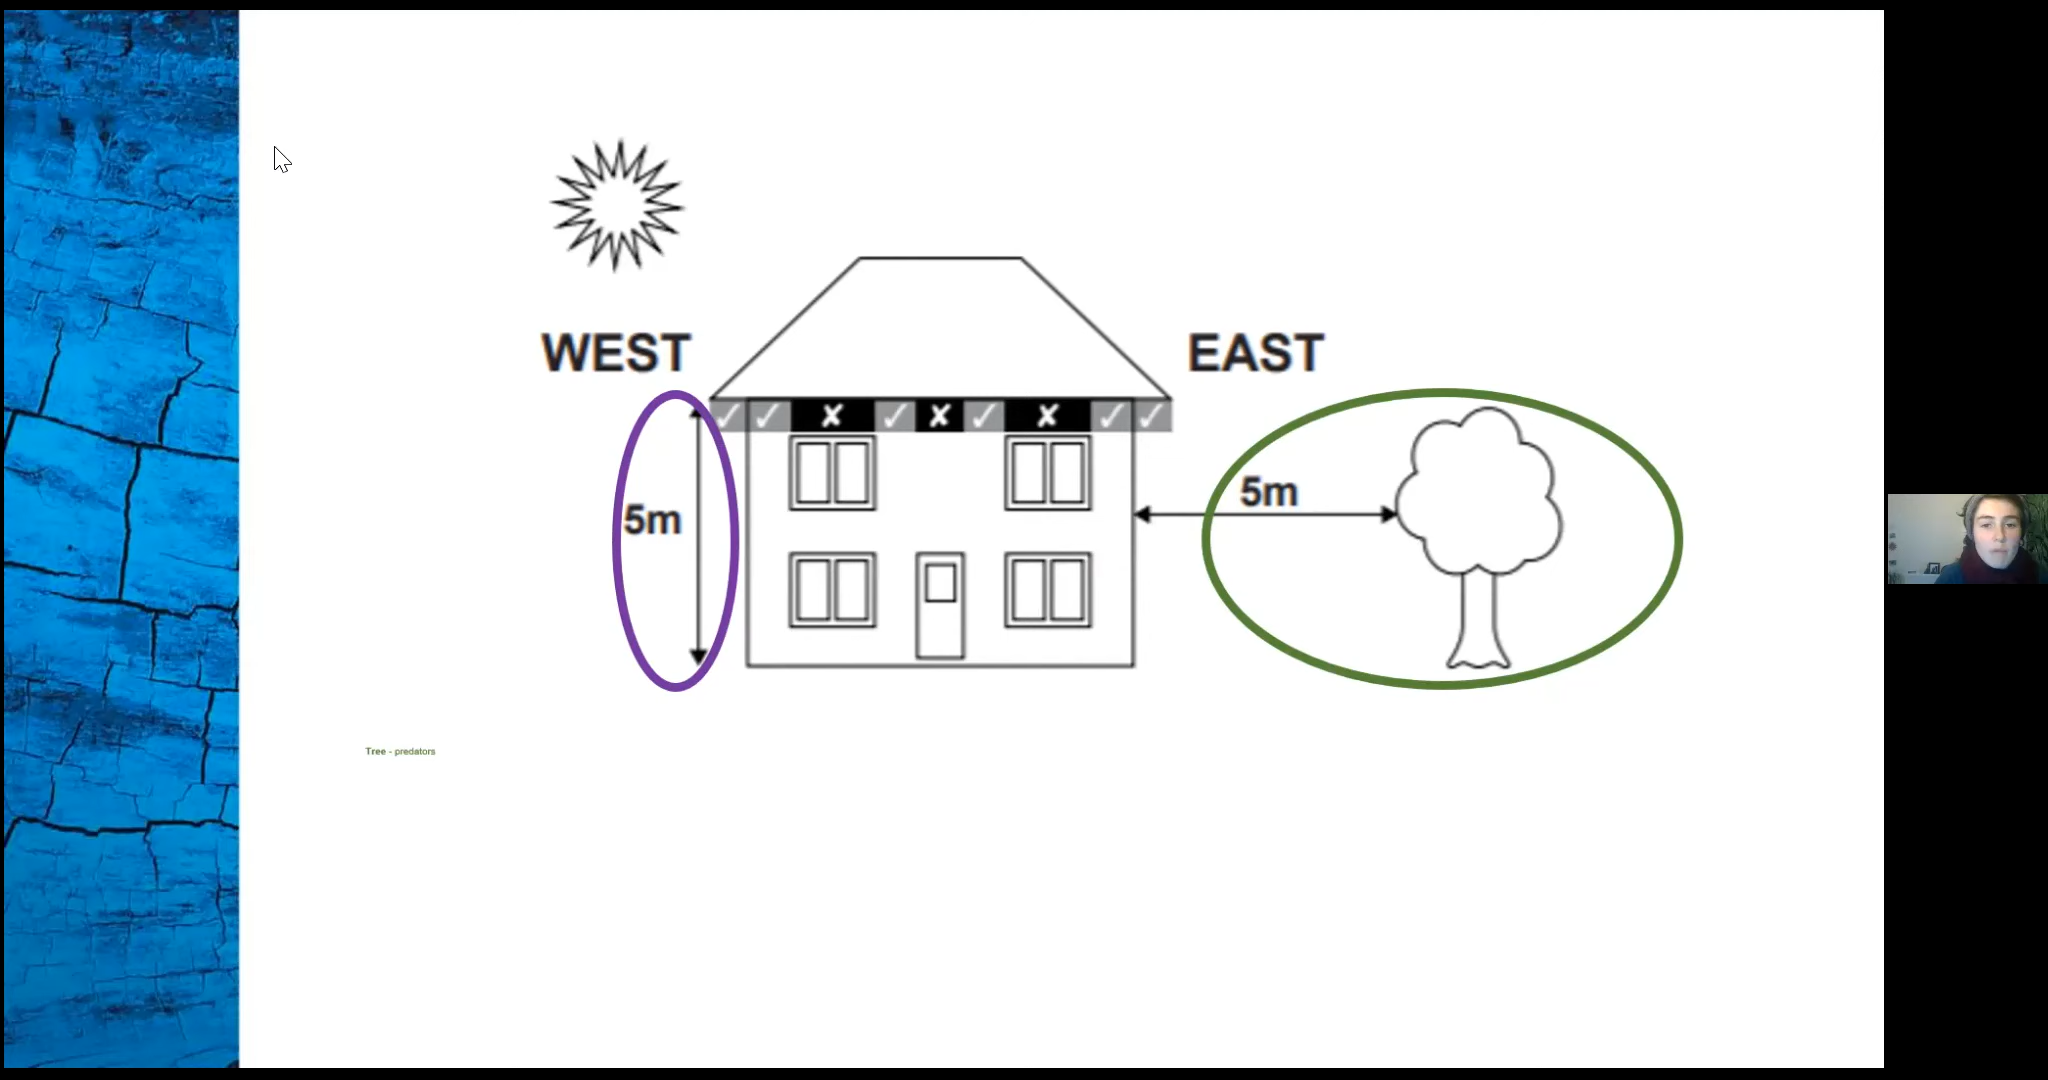 WEST
EAST
✓ ✓ ✗ ✓ ✗ ✓ ✗ ✓ ✓
5m
5m
Tree - predators